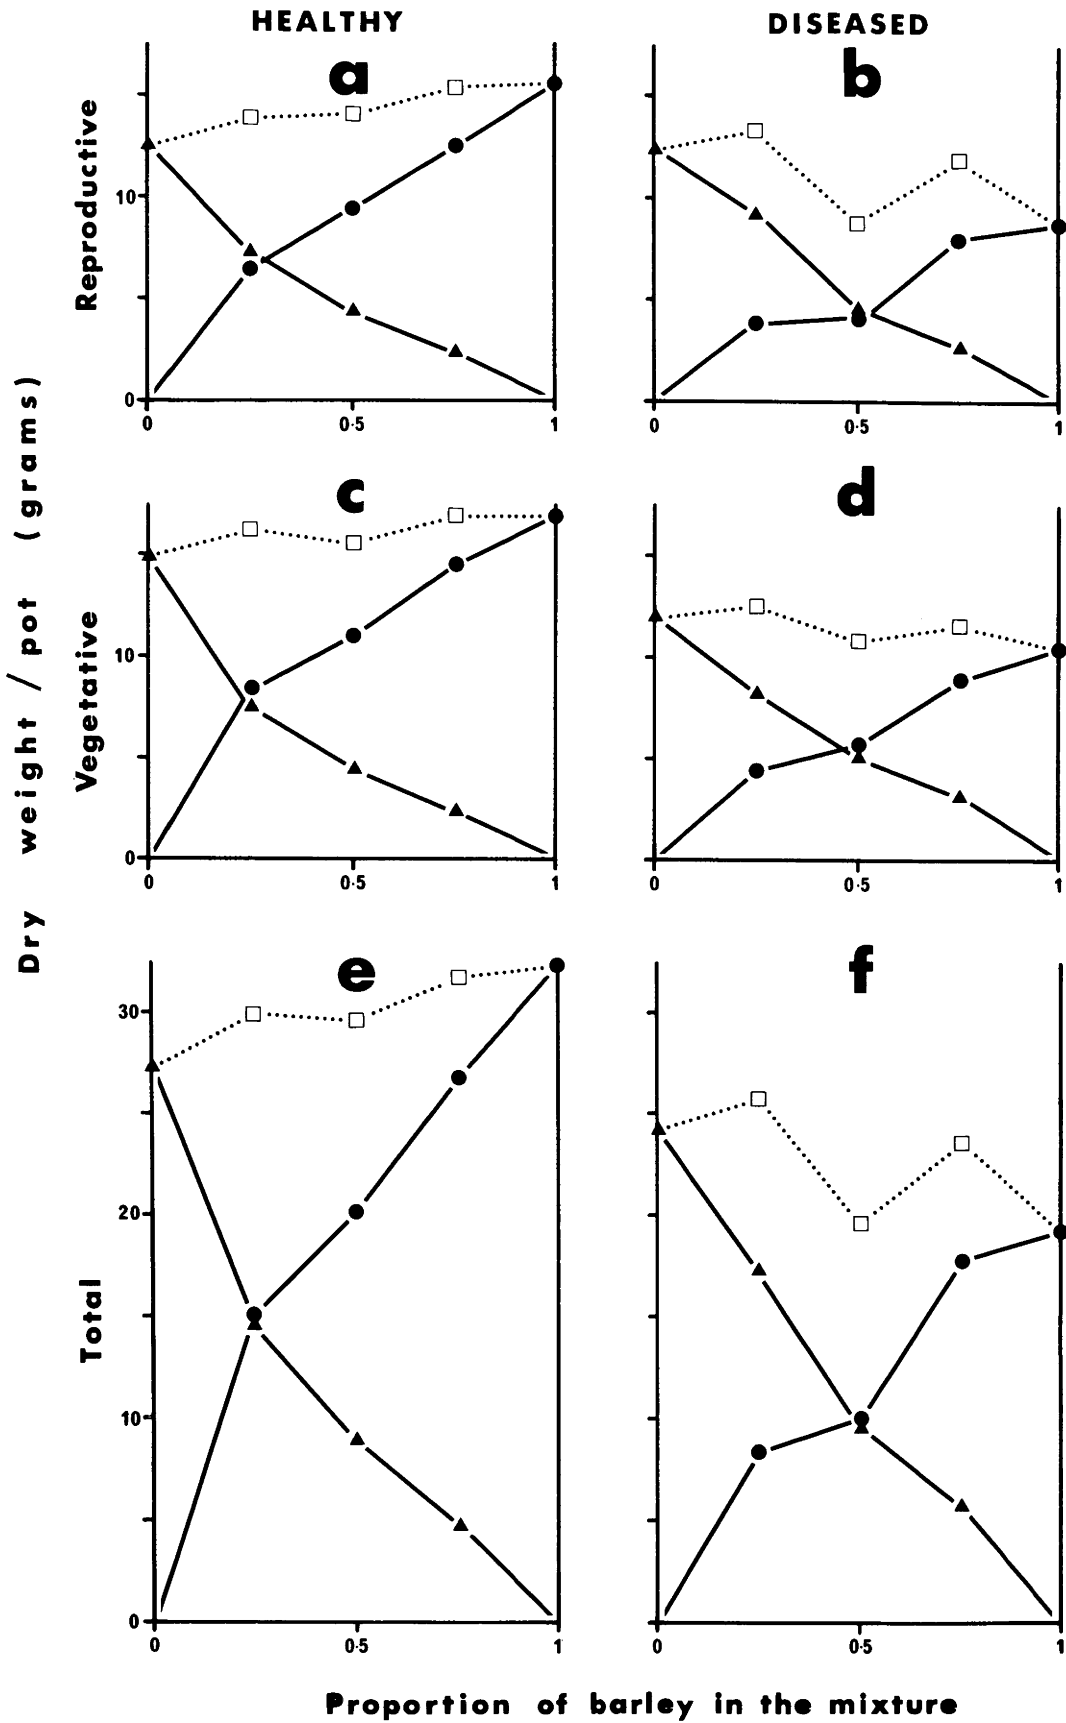 HEALTHY
DISEASED
a
b
Reproductive
10
0
0
0·5
1
0
0·5
1
c
d
Dry weight / pot (grams)
Vegetative
10
0
0
0·5
1
0
0·5
1
e
f
Total
30
20
10
0
0
0·5
1
0
0·5
1
Proportion of barley in the mixture